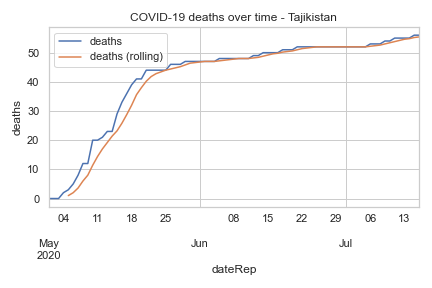 COVID-19 deaths over time - Tajikistan
deaths
deaths (rolling)
50
40
30
20
10
0
deaths
04 11 18 25 08 15 22 29 06 13
May Jun Jul
2020
dateRep